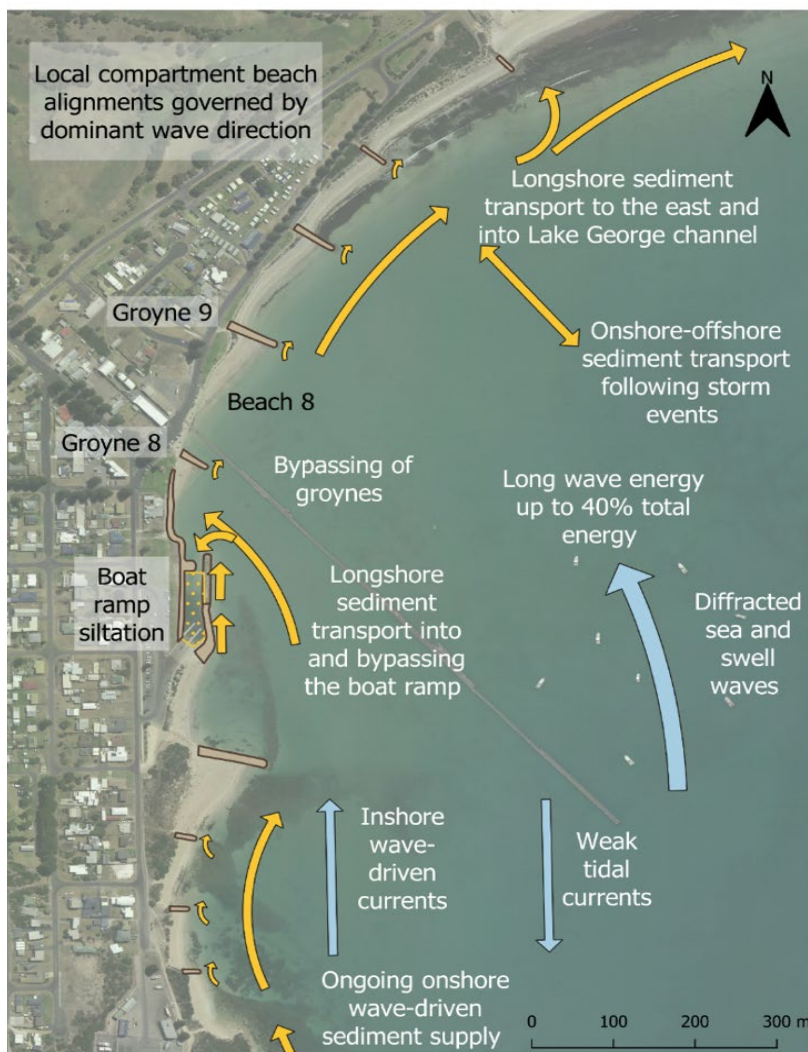 Local compartment beach
alignments governed by
dominant wave direction
N
Longshore sediment
transport to the east and
into Lake George channel
Groyne 9
Onshore-offshore
sediment transport
following storm
events
Beach 8
Groyne 8
Bypassing of
groynes
Long wave energy
up to 40% total
energy
Boat
ramp
siltation
Longshore
sediment
transport into
and bypassing
the boat ramp
Diffracted
sea and
swell
waves
Inshore
wave-
driven
currents
Weak
tidal
currents
Ongoing onshore
wave-driven
sediment supply
0 100 200 300 m